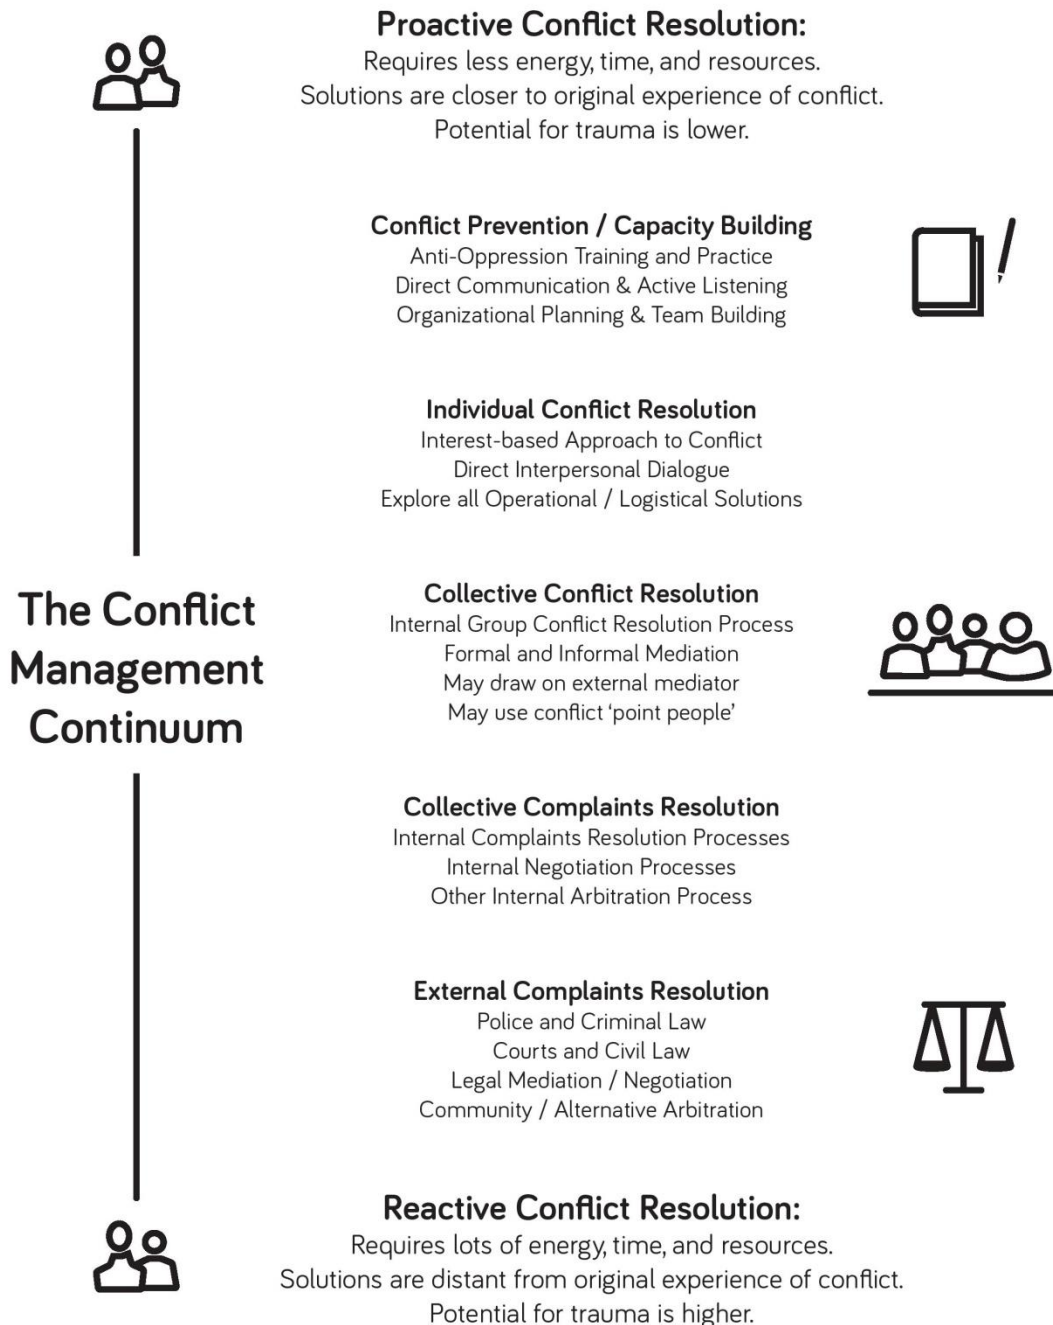 Proactive Conflict Resolution:
Requires less energy, time, and resources.
Solutions are closer to original experience of conflict.
Potential for trauma is lower.
Conflict Prevention / Capacity Building
Anti-Oppression Training and Practice
Direct Communication & Active Listening
Organizational Planning & Team Building
Individual Conflict Resolution
Interest-based Approach to Conflict
Direct Interpersonal Dialogue
Explore all Operational / Logistical Solutions
The Conflict
Management
Continuum
Collective Conflict Resolution
Internal Group Conflict Resolution Process
Formal and Informal Mediation
May draw on external mediator
May use conflict ‘point people’
Collective Complaints Resolution
Internal Complaints Resolution Processes
Internal Negotiation Processes
Other Internal Arbitration Process
External Complaints Resolution
Police and Criminal Law
Courts and Civil Law
Legal Mediation / Negotiation
Community / Alternative Arbitration
Reactive Conflict Resolution:
Requires lots of energy, time, and resources.
Solutions are distant from original experience of conflict.
Potential for trauma is higher.